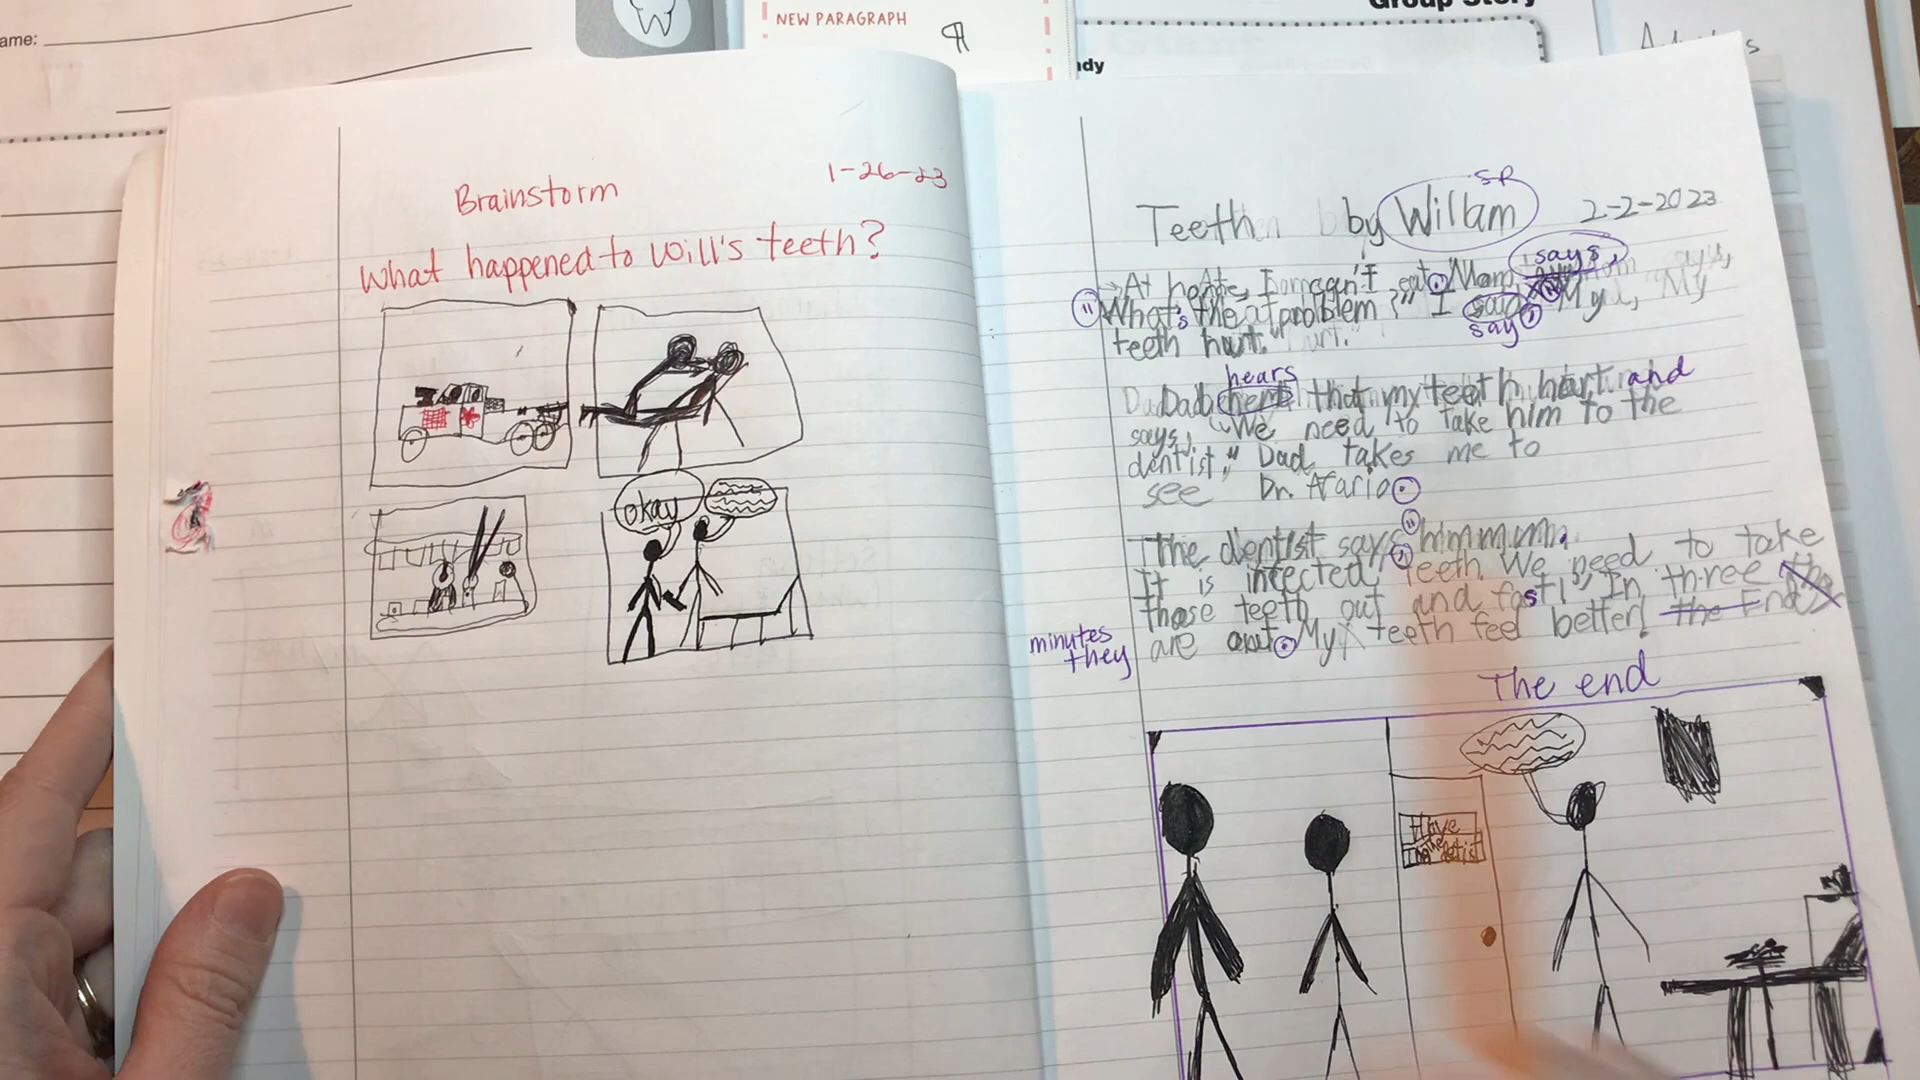 ame:
NEW PARAGRAPH
Group Story
dy
Brainstorm
1-26-23
What happened to Will's teeth?
okay
SP
Teeth by Willam 2-2-2023
says,
At home, I can't eat. Mom
"What's the problem?" I said, My
say
teeth hurt."
hears
Dad that my teeth hurt and
says, "We need to take him to the
dentist," Dad takes me to
see Dr.
The dentist says, "hmmmm.
It is infected teeth. We need to take
those teeth out and fast!" In three the
minutes
they
are out. My teeth feel better! the End
The end